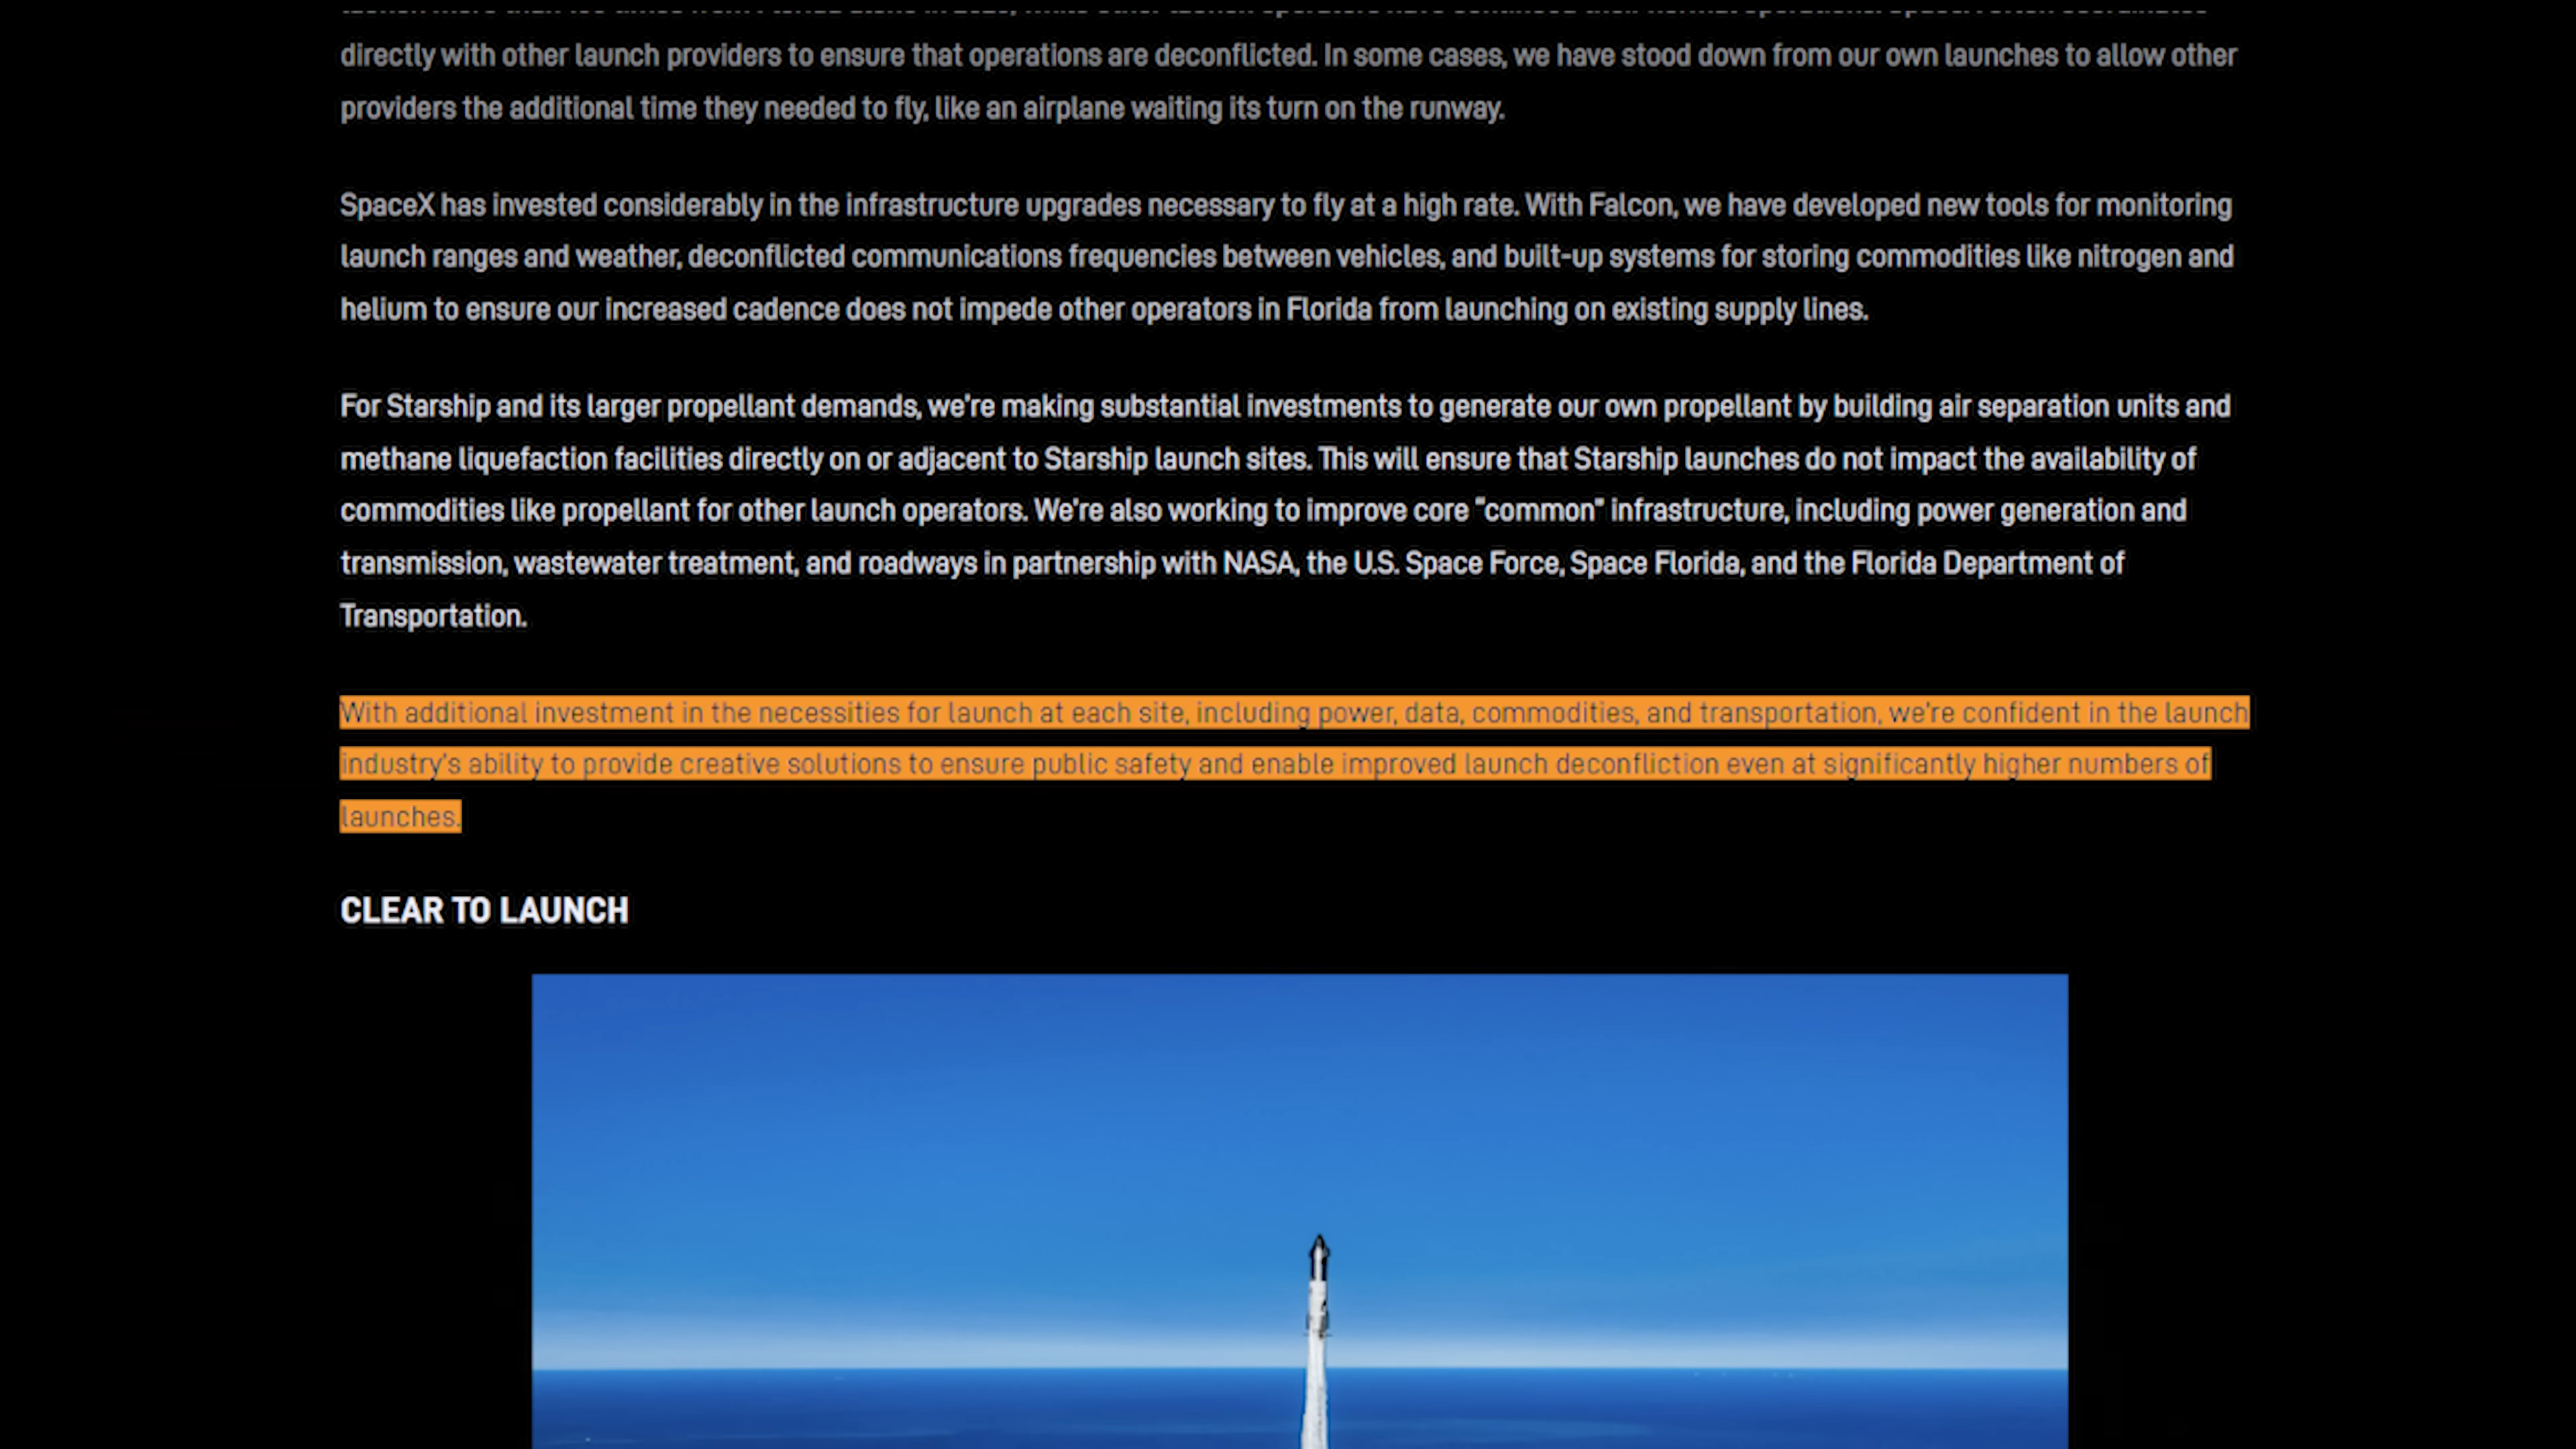 directly with other launch providers to ensure that operations are deconflicted. In some cases, we have stood down from our own launches to allow other
providers the additional time they needed to fly, like an airplane waiting its turn on the runway.
SpaceX has invested considerably in the infrastructure upgrades necessary to fly at a high rate. With Falcon, we have developed new tools for monitoring
launch ranges and weather, deconflicted communications frequencies between vehicles, and built-up systems for storing commodities like nitrogen and
helium to ensure our increased cadence does not impede other operators in Florida from launching on existing supply lines.
For Starship and its larger propellant demands, we're making substantial investments to generate our own propellant by building air separation units and
methane liquefaction facilities directly on or adjacent to Starship launch sites. This will ensure that Starship launches do not impact the availability of
commodities like propellant for other launch operators. We're also working to improve core "common" infrastructure, including power generation and
transmission, wastewater treatment, and roadways in partnership with NASA, the U.S. Space Force, Space Florida, and the Florida Department of
Transportation.
With additional investment in the necessities for launch at each site, including power, data, commodities, and transportation, we're confident in the launch
industry's ability to provide creative solutions to ensure public safety and enable improved launch deconfliction even at significantly higher numbers of
launches.
CLEAR TO LAUNCH